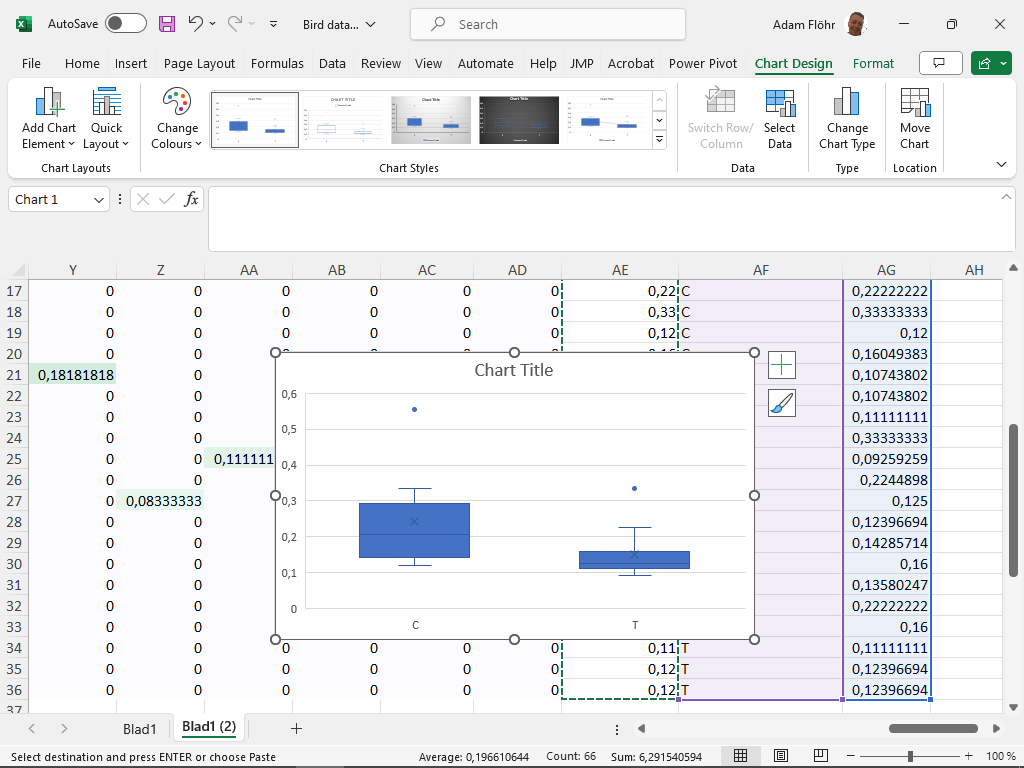 AutoSave
Bird data...
Search
Adam Flöhr
File Home Insert Page Layout Formulas Data Review View Automate Help JMP Acrobat Power Pivot Chart Design Format
Add Chart Element
Quick Layout
Chart Layouts
Change Colours
Chart Styles
Switch Row/Column
Select Data
Data
Change Chart Type
Type
Move Chart
Location
Chart 1
fx
Y Z AA AB AC AD AE AF AG AH
17 0 0 0 0 0 0 0,22 C 0,22222222
18 0 0 0 0 0 0 0,33 C 0,33333333
19 0 0 0 0 0 0 0,12 C 0,12
20 0 0 0,16049383
21 0,18181818 0 0,10743802
22 0 0 0,10743802
23 0 0 0,11111111
24 0 0 0,33333333
25 0 0 0,111111 0,09259259
26 0 0 0,2244898
27 0 0,08333333 0,125
28 0 0 0,12396694
29 0 0 0,14285714
30 0 0 0,16
31 0 0 0,13580247
32 0 0 0,22222222
33 0 0 0,16
34 0 0 0 0 0 0 0,11 T 0,11111111
35 0 0 0 0 0 0 0,12 T 0,12396694
36 0 0 0 0 0 0 0,12 T 0,12396694
37
Chart Title
0,6
0,5
0,4
0,3
0,2
0,1
0
C T
Blad1 Blad1 (2)
Select destination and press ENTER or choose Paste
Average: 0,196610644 Count: 66 Sum: 6,291540594
100 %